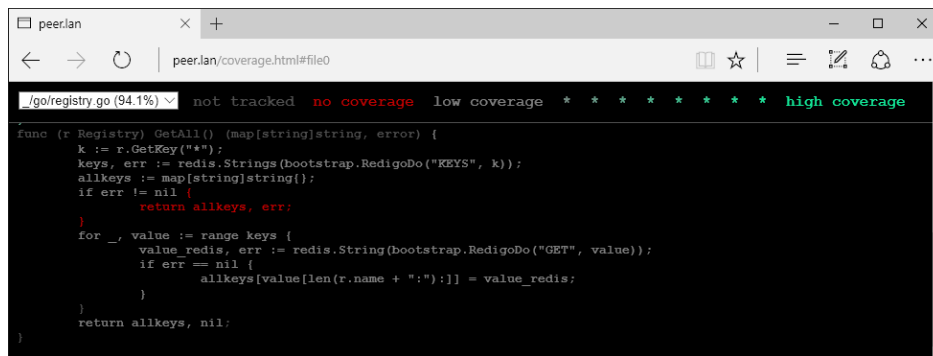 peer.lan
peer.lan/coverage.html#file0
_/go/registry.go (94.1%) not tracked no coverage low coverage * * * * * * * * high coverage
func (r Registry) GetAll() (map[string]string, error) {
k := r.GetKey("*");
keys, err := redis.Strings(bootstrap.RedigoDo("KEYS", k));
allkeys := map[string]string{};
if err != nil {
return allkeys, err;
}
for _, value := range keys {
value_redis, err := redis.String(bootstrap.RedigoDo("GET", value));
if err == nil {
allkeys[value[len(r.name + ":"):]] = value_redis;
}
}
return allkeys, nil;
}